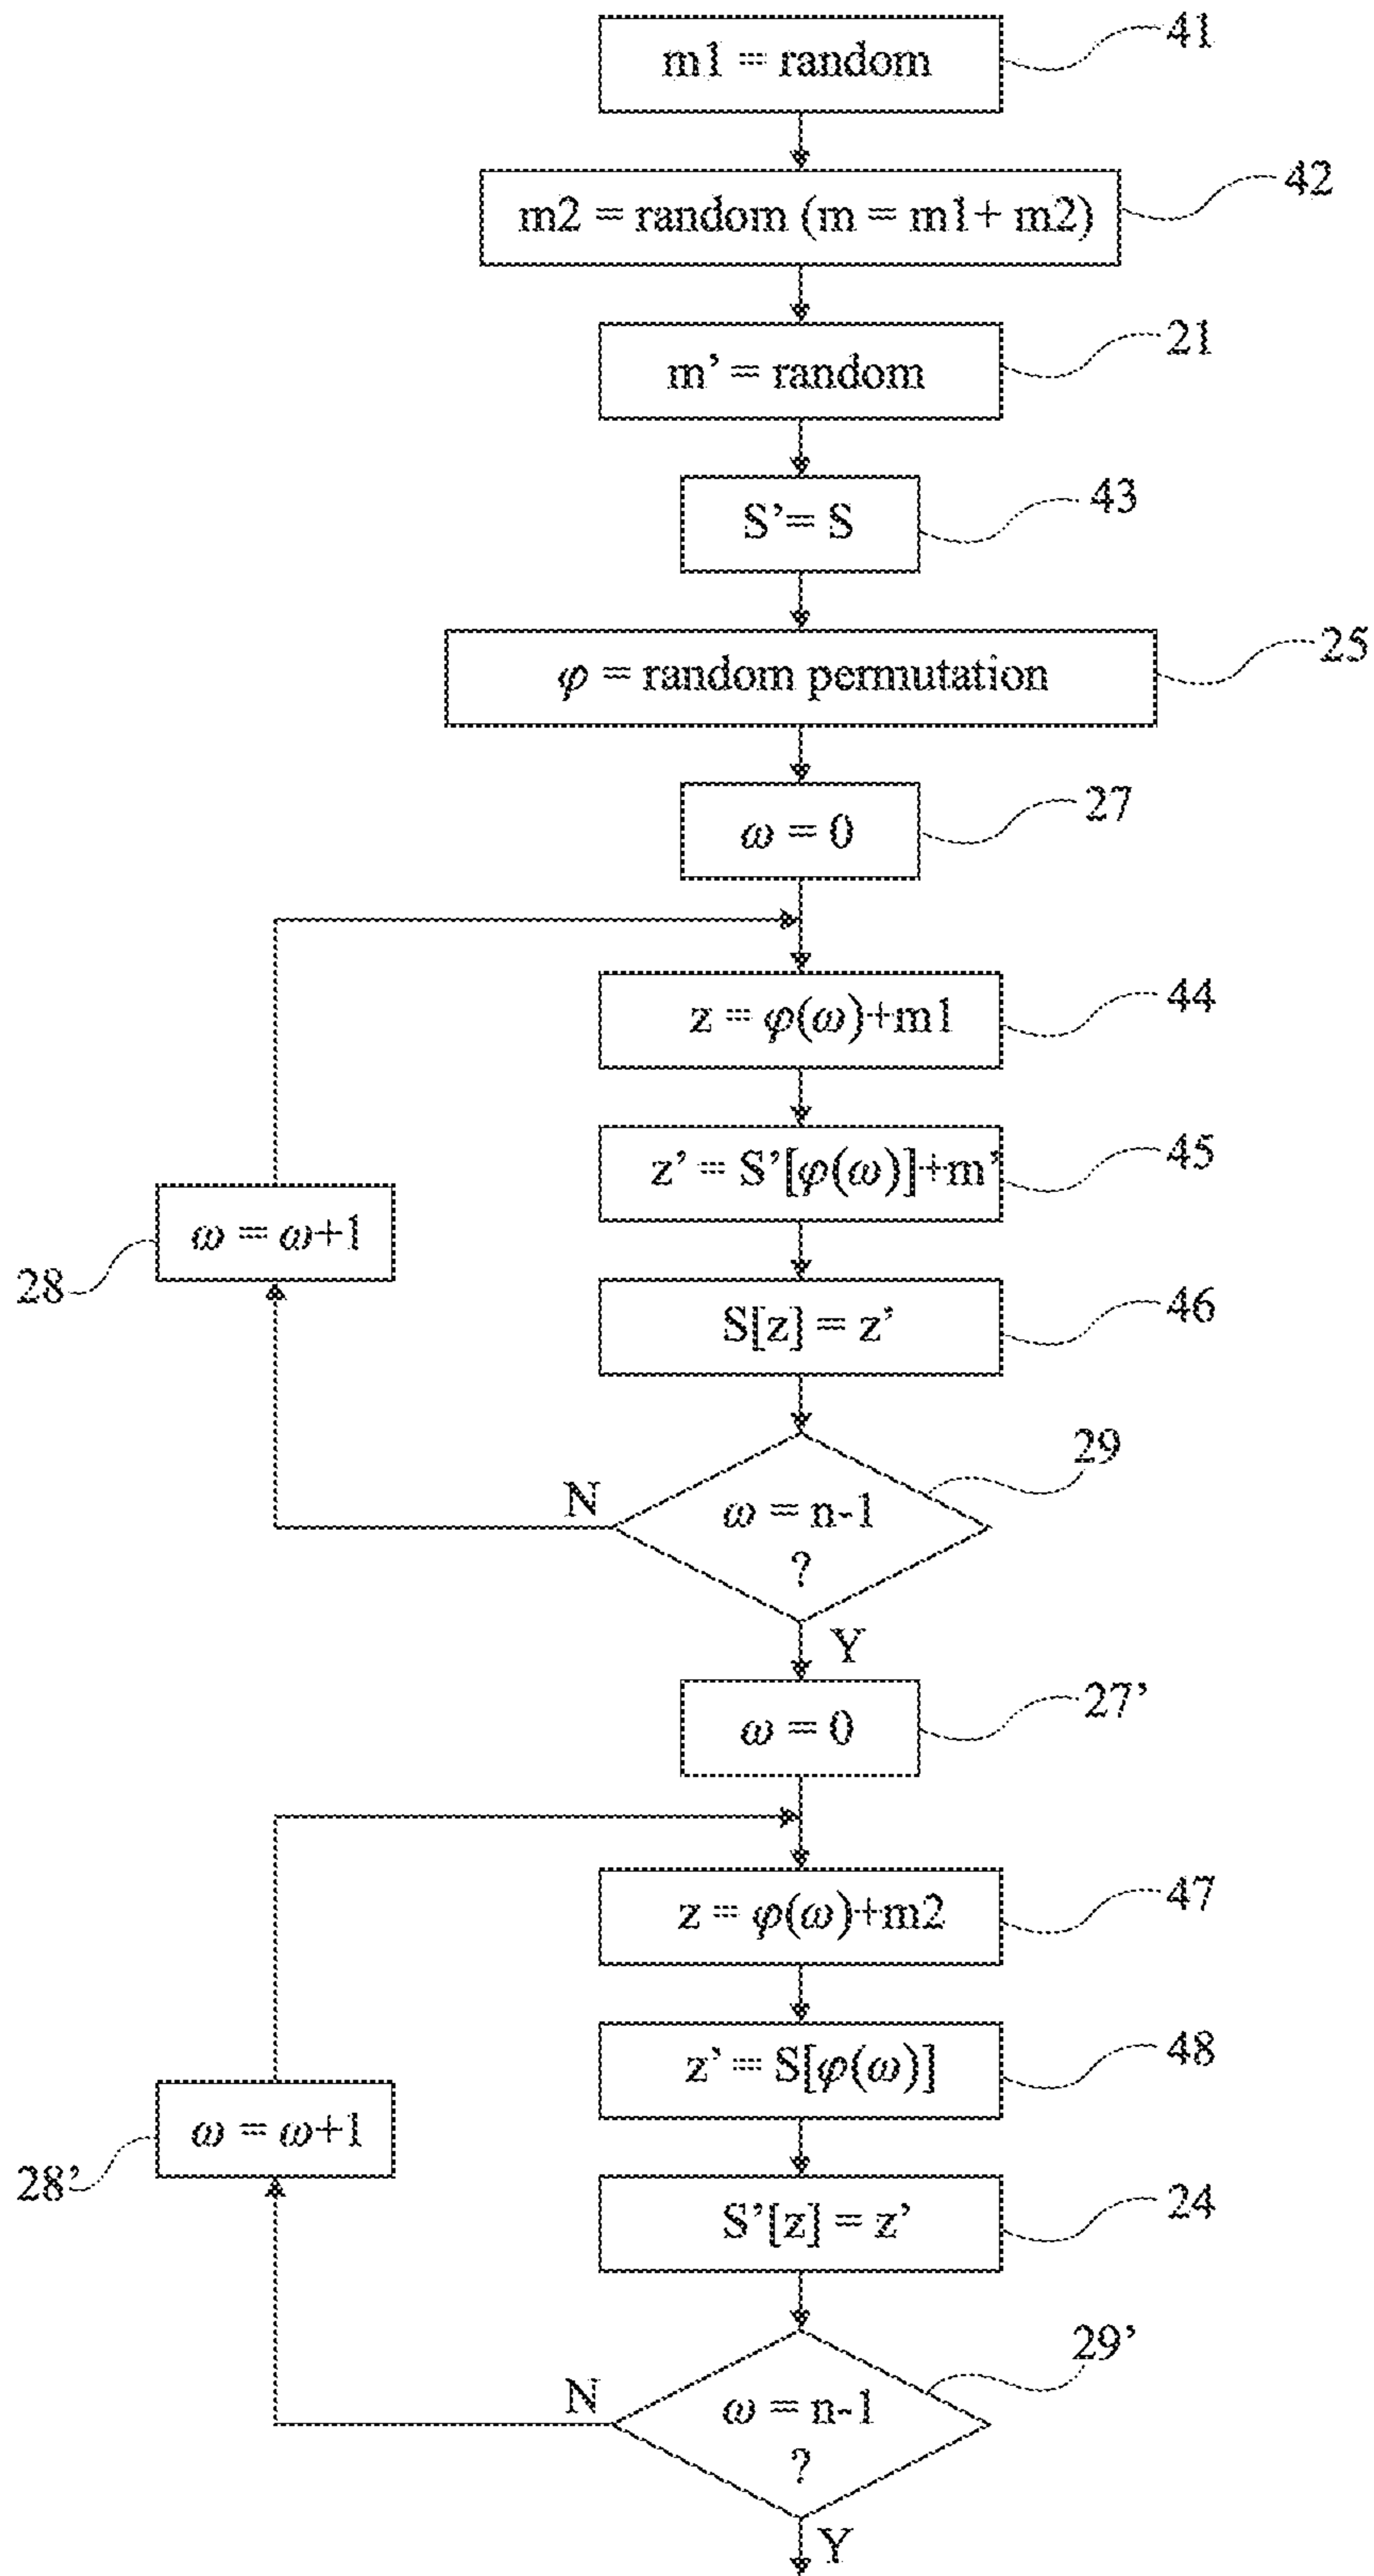 m1 = random
41
m2 = random (m = m1+ m2)
42
m’ = random
21
S’= S
43
φ = random permutation
25
ω = 0
27
z = φ(ω)+m1
44
z’ = S’[φ(ω)]+m’
45
ω = ω+1
28
S[z] = z’
46
ω = n-1
?
29
N
Y
ω = 0
27’
z = φ(ω)+m2
47
z’ = S[φ(ω)]
48
ω = ω+1
28’
S’[z] = z’
24
ω = n-1
?
29’
N
Y